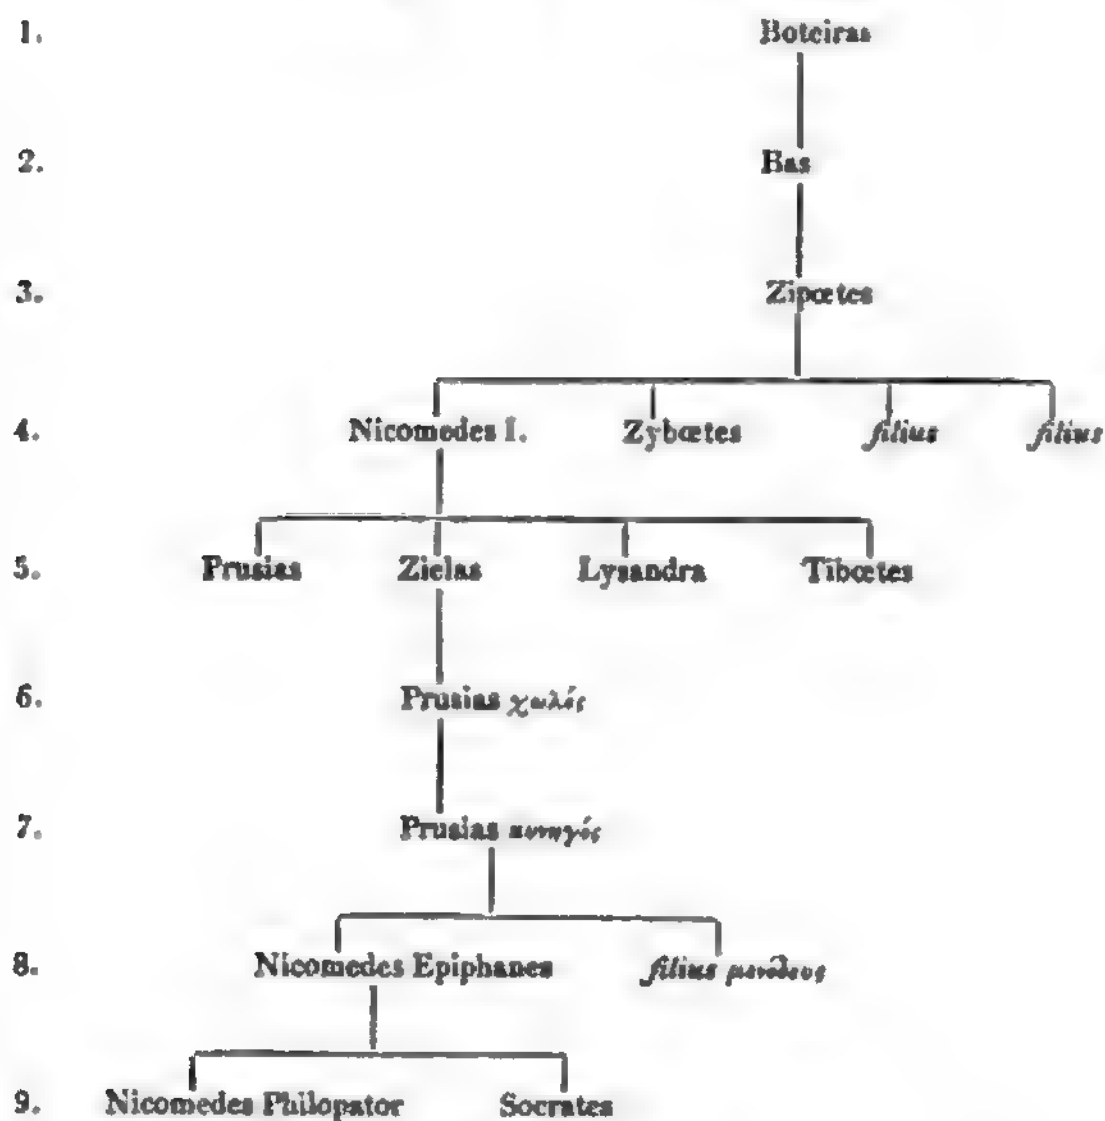 1. Boteiras
2. Bas
3. Zipœtes
4. Nicomedes I. Zybœtes filius filius
5. Prusias Zielas Lysandra Tibœtes
6. Prusias χωλός
7. Prusias κυνηγός
8. Nicomedes Epiphanes filius
9. Nicomedes Philopator Socrates